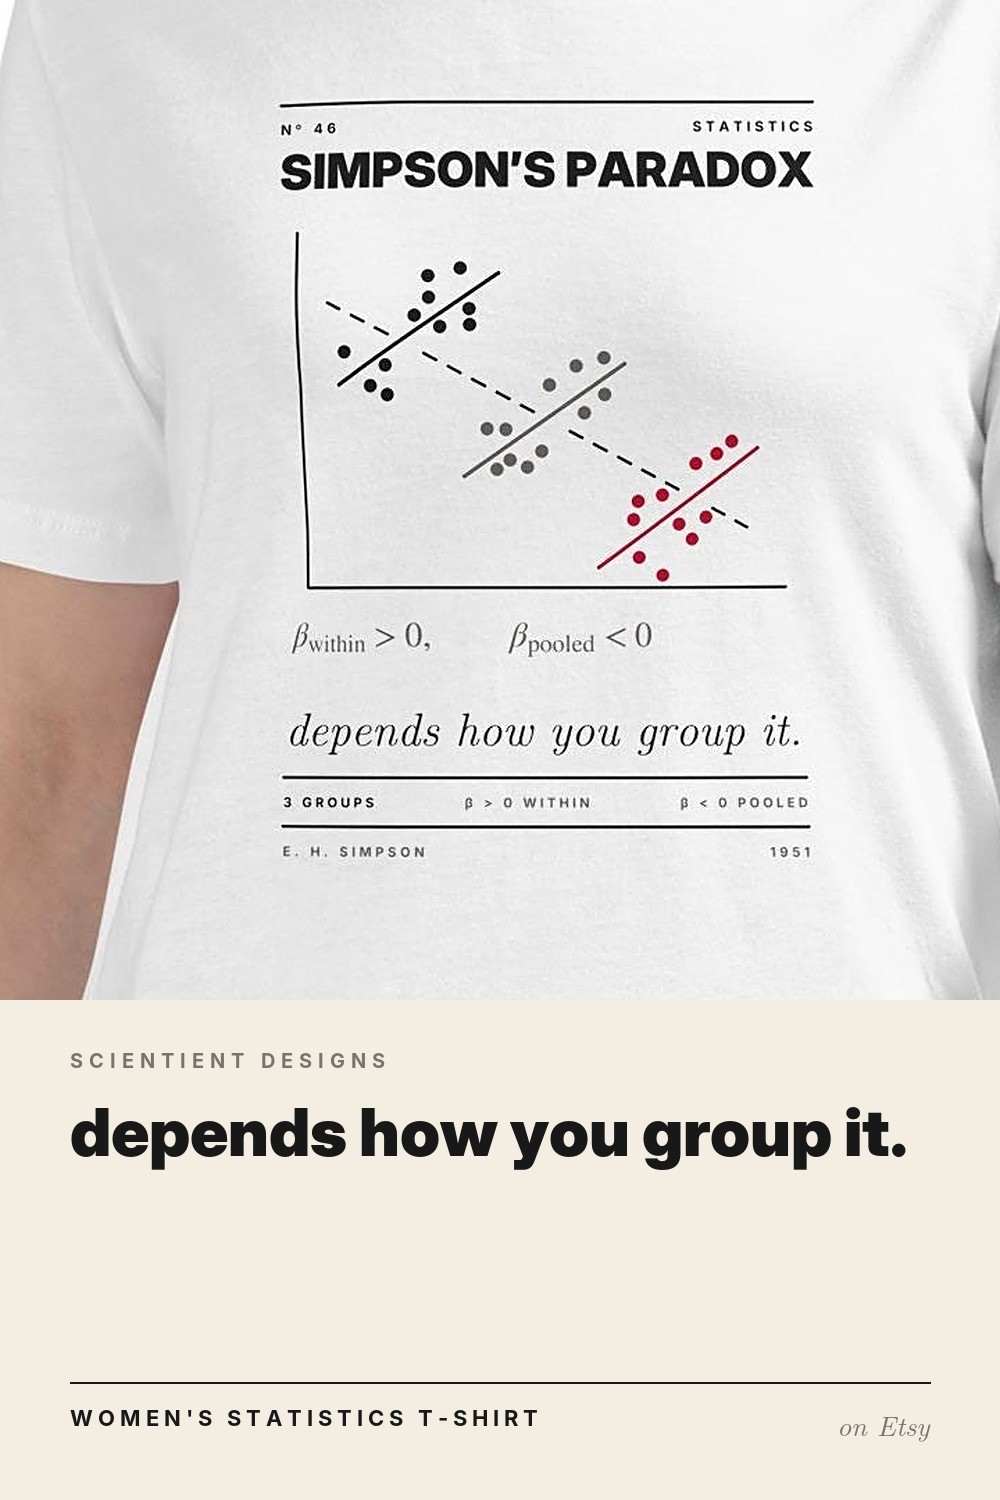 Nº 46 STATISTICS
SIMPSON'S PARADOX
βwithin > 0, βpooled < 0
depends how you group it.
3 GROUPS β > 0 WITHIN β < 0 POOLED
E. H. SIMPSON 1951
SCIENTIENT DESIGNS
depends how you group it.
WOMEN'S STATISTICS T-SHIRT on Etsy